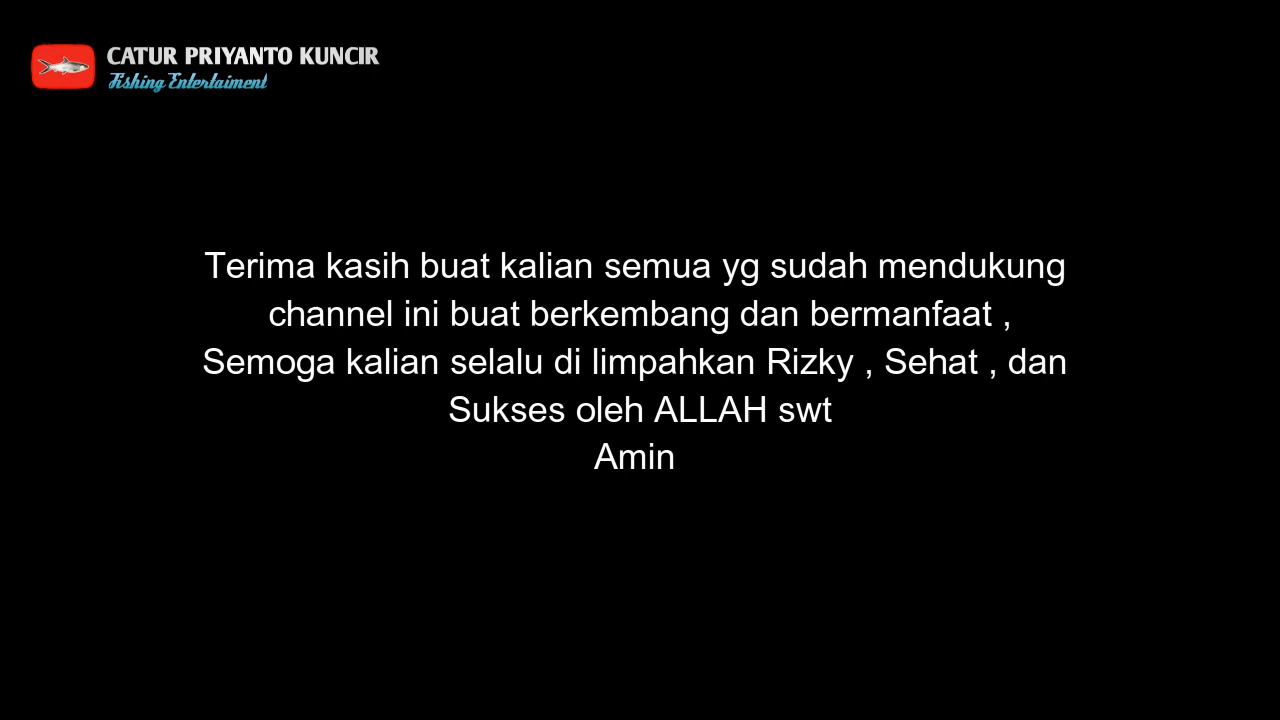 CATUR PRIYANTO KUNCIR
Fishing Entertaiment
Terima kasih buat kalian semua yg sudah mendukung
channel ini buat berkembang dan bermanfaat ,
Semoga kalian selalu di limpahkan Rizky , Sehat , dan
Sukses oleh ALLAH swt
Amin